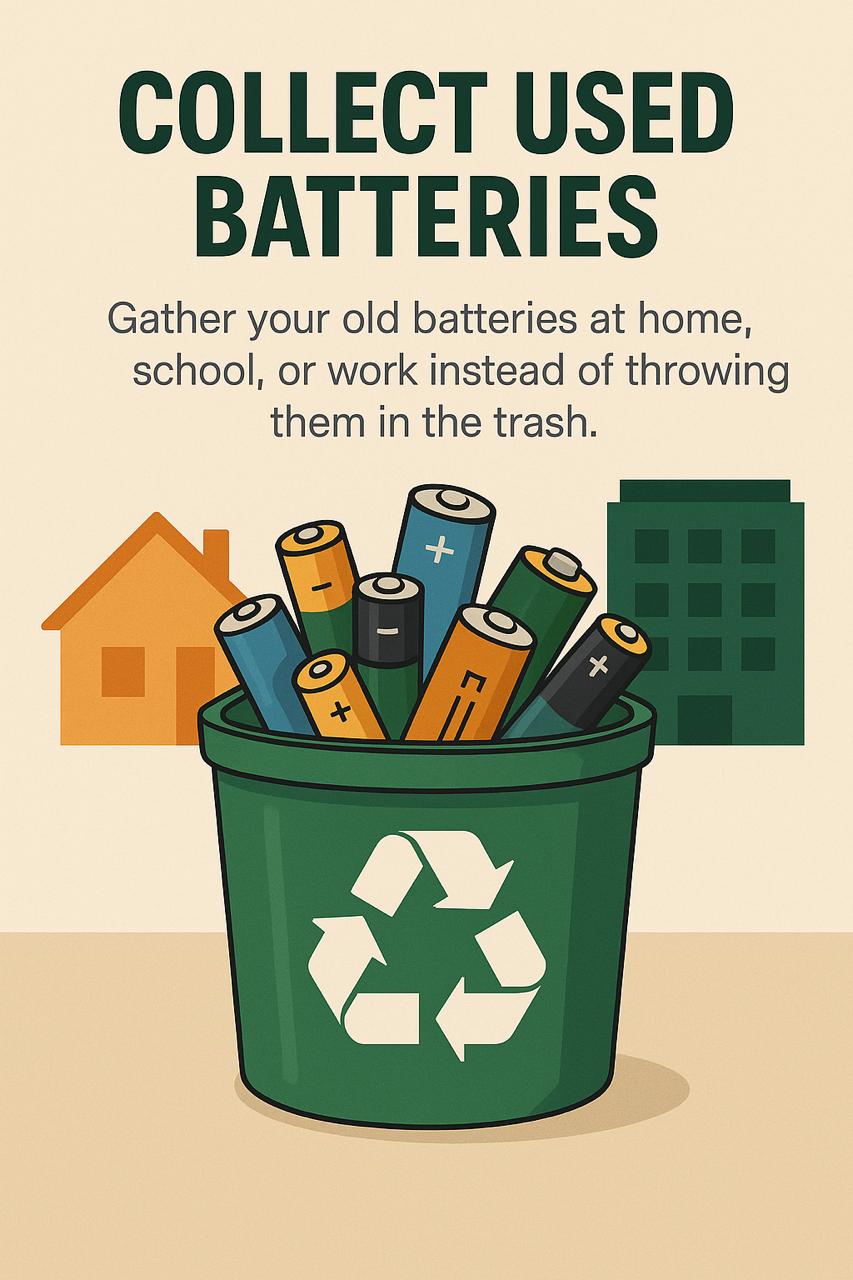 COLLECT USED
BATTERIES
Gather your old batteries at home,
school, or work instead of throwing
them in the trash.